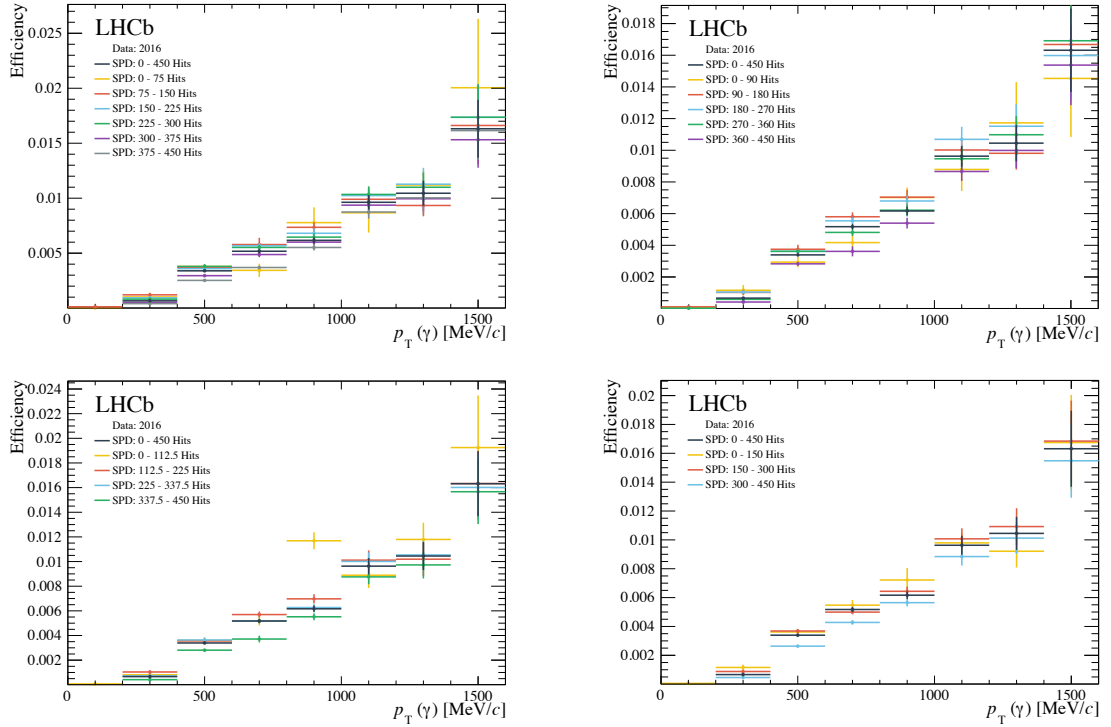 Efficiency
LHCb
Data: 2016
SPD: 0 - 450 Hits
SPD: 0 - 75 Hits
SPD: 75 - 150 Hits
SPD: 150 - 225 Hits
SPD: 225 - 300 Hits
SPD: 300 - 375 Hits
SPD: 375 - 450 Hits
0.025
0.02
0.015
0.01
0.005
0 500 1000 1500
p_T (γ) [MeV/c]
Efficiency
LHCb
Data: 2016
SPD: 0 - 450 Hits
SPD: 0 - 90 Hits
SPD: 90 - 180 Hits
SPD: 180 - 270 Hits
SPD: 270 - 360 Hits
SPD: 360 - 450 Hits
0.018
0.016
0.014
0.012
0.01
0.008
0.006
0.004
0.002
0 500 1000 1500
p_T (γ) [MeV/c]
Efficiency
LHCb
Data: 2016
SPD: 0 - 450 Hits
SPD: 0 - 112.5 Hits
SPD: 112.5 - 225 Hits
SPD: 225 - 337.5 Hits
SPD: 337.5 - 450 Hits
0.024
0.022
0.02
0.018
0.016
0.014
0.012
0.01
0.008
0.006
0.004
0.002
0 500 1000 1500
p_T (γ) [MeV/c]
Efficiency
LHCb
Data: 2016
SPD: 0 - 450 Hits
SPD: 0 - 150 Hits
SPD: 150 - 300 Hits
SPD: 300 - 450 Hits
0.02
0.018
0.016
0.014
0.012
0.01
0.008
0.006
0.004
0.002
0 500 1000 1500
p_T (γ) [MeV/c]